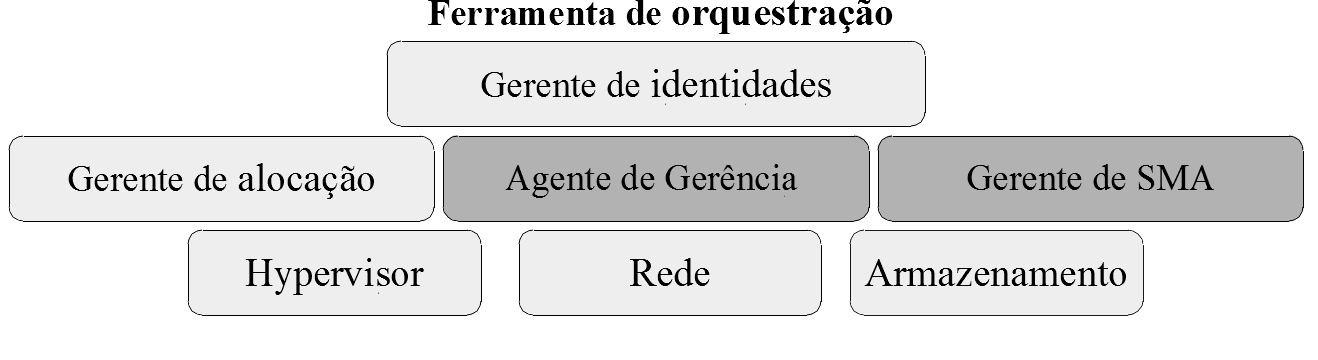 Ferramenta de orquestração
Gerente de identidades
Gerente de alocação
Agente de Gerência
Gerente de SMA
Hypervisor
Rede
Armazenamento